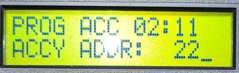 PROG ACC 02:11
ACCY ADDR: 22_